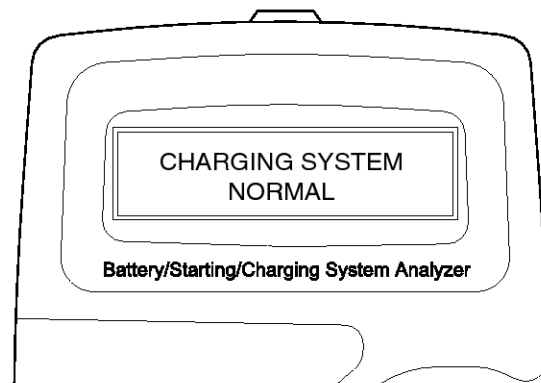 CHARGING SYSTEM
NORMAL
Battery/Starting/Charging System Analyzer